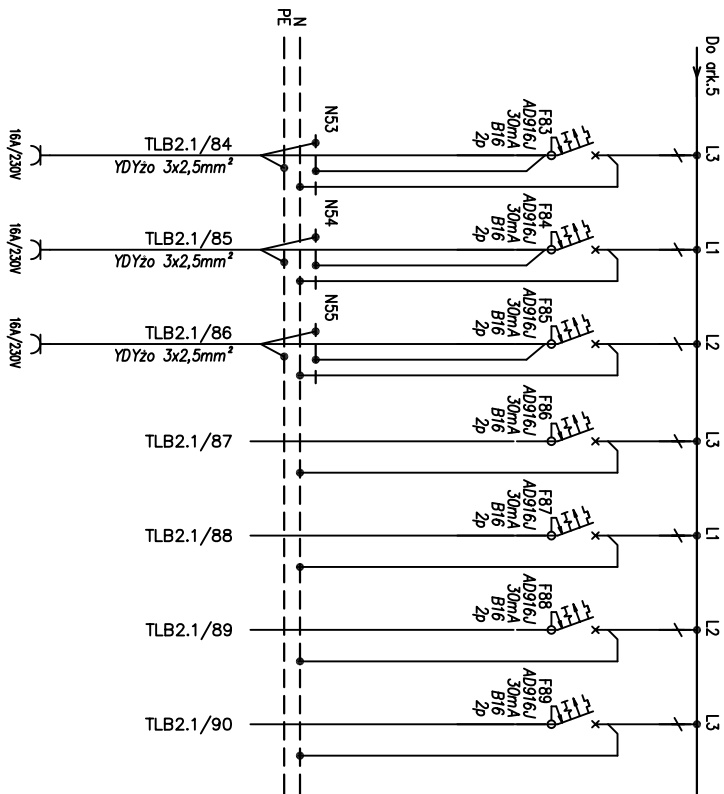 Do ark.5
L3
F83
AD916J
30mA
B16
2p
N53
TLB2.1/84
YDYżo 3x2,5mm²
16A/230V
L1
F84
AD916J
30mA
B16
2p
N54
TLB2.1/85
YDYżo 3x2,5mm²
16A/230V
L2
F85
AD916J
30mA
B16
2p
N55
TLB2.1/86
YDYżo 3x2,5mm²
16A/230V
L3
F86
AD916J
30mA
B16
2p
TLB2.1/87
L1
F87
AD916J
30mA
B16
2p
TLB2.1/88
L2
F88
AD916J
30mA
B16
2p
TLB2.1/89
L3
F89
AD916J
30mA
B16
2p
TLB2.1/90
N
PE